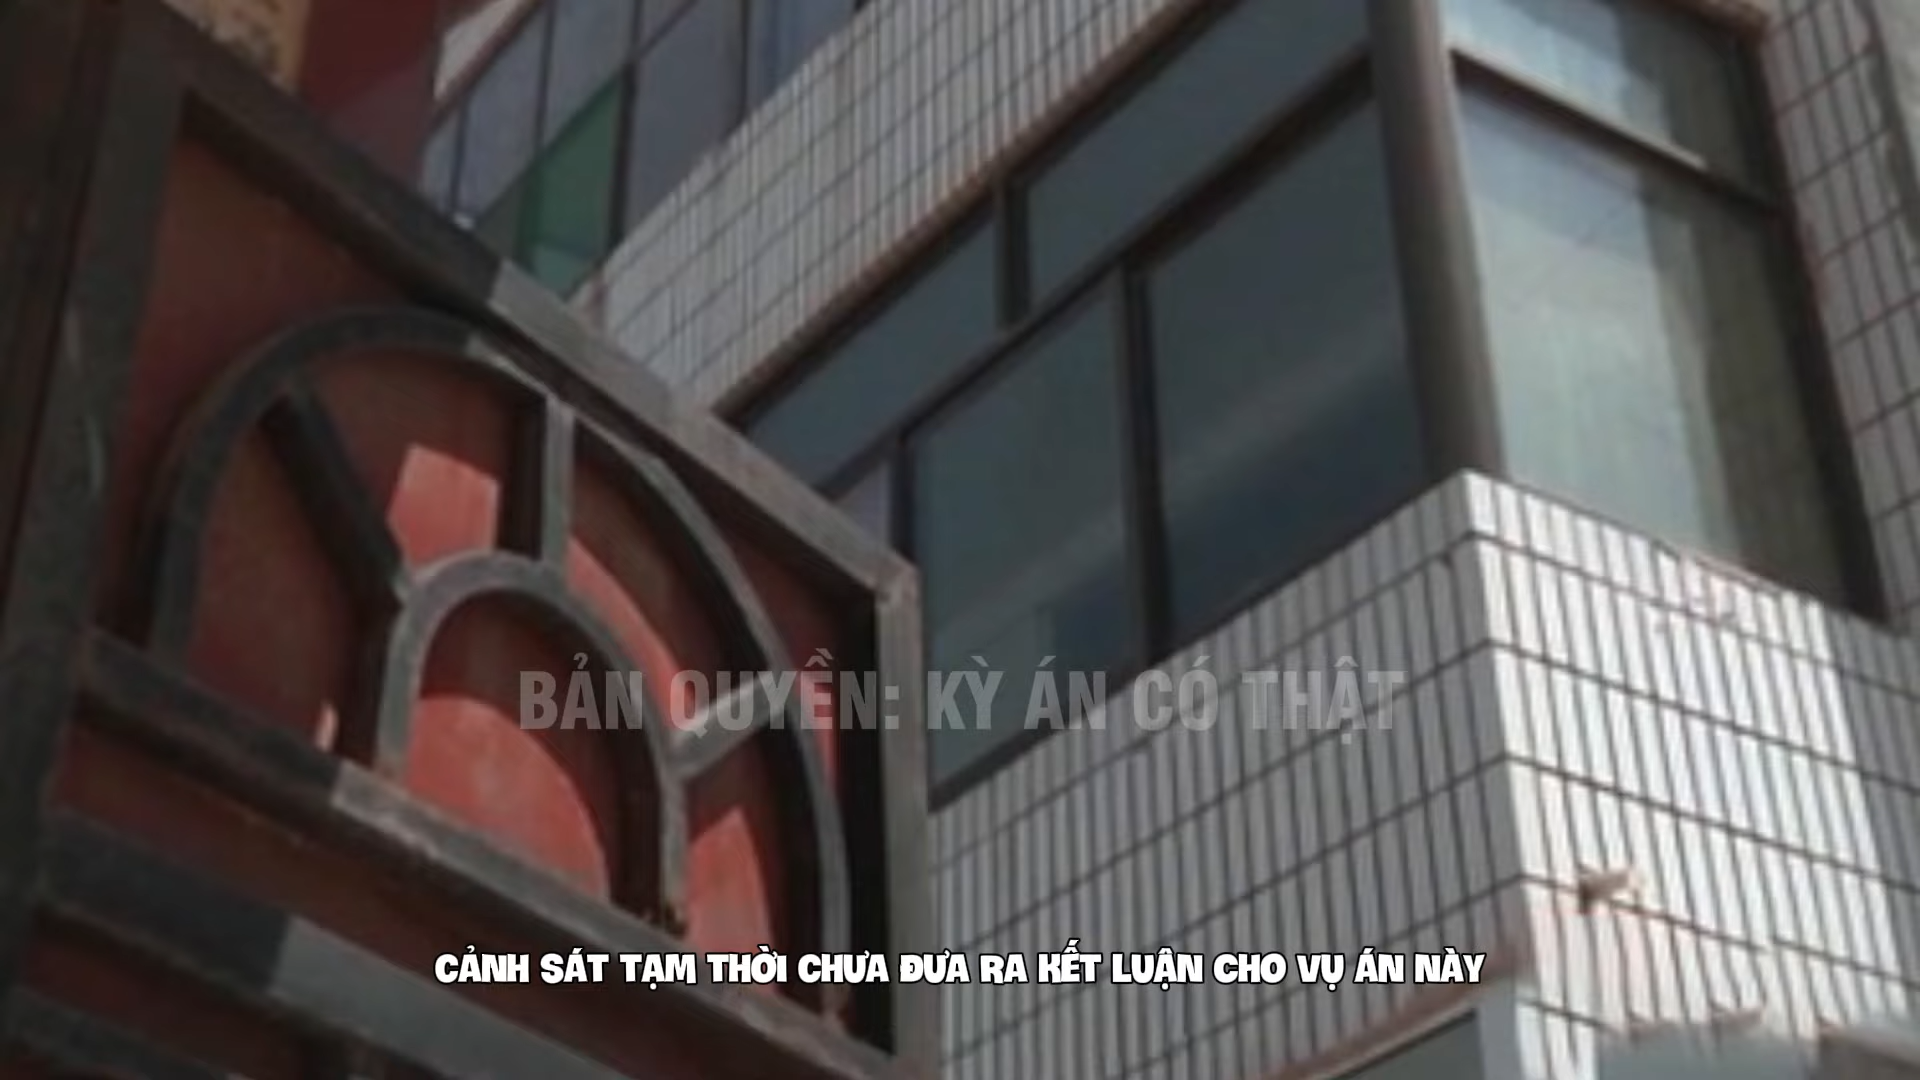 BẢN QUYỀN: KỲ ÁN CÓ THẬT
CẢNH SÁT TẠM THỜI CHƯA ĐƯA RA KẾT LUẬN CHO VỤ ÁN NÀY